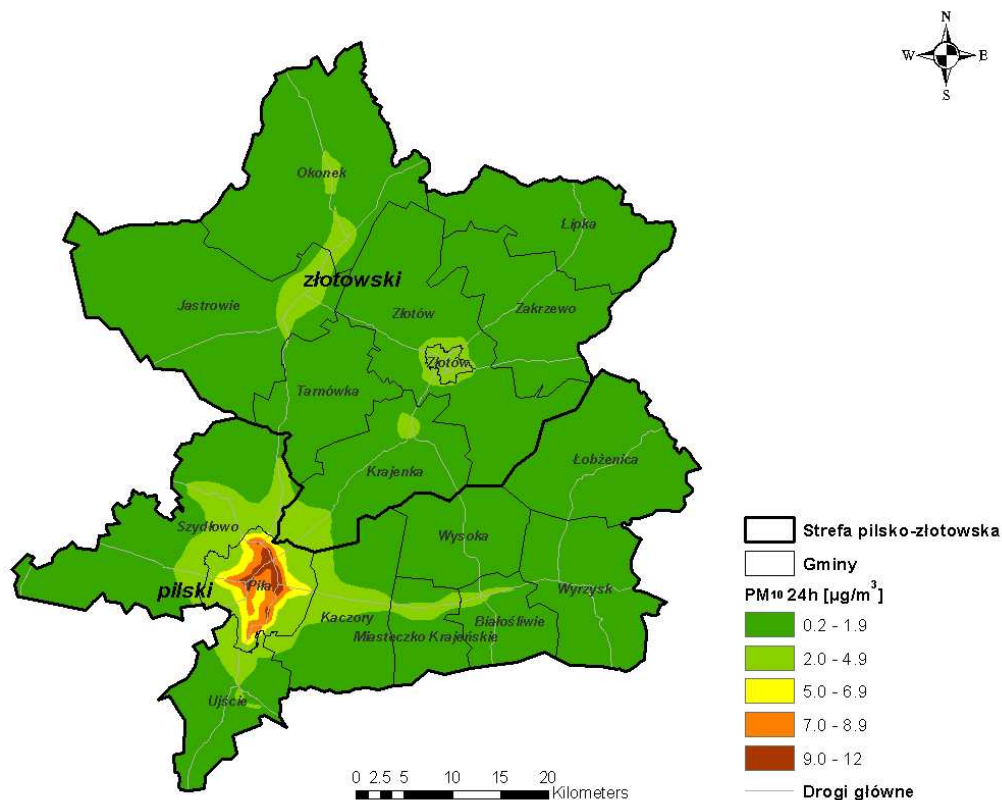 N
W E
S
Okonek
Lipka
złotowski
Jastrowie
Złotów
Zakrzewo
Złotów
Tarnówka
Krajenka
Łobżenica
Szydłowo
Wysoka
pilski
Piła
Wyrzysk
Kaczory
Białośliwie
Miasteczko Krajeńskie
Ujście
Strefa pilsko-złotowska
Gminy
PM10 24h [µg/m³]
0.2 - 1.9
2.0 - 4.9
5.0 - 6.9
7.0 - 8.9
9.0 - 12
Drogi główne
0 2.5 5 10 15 20
Kilometers